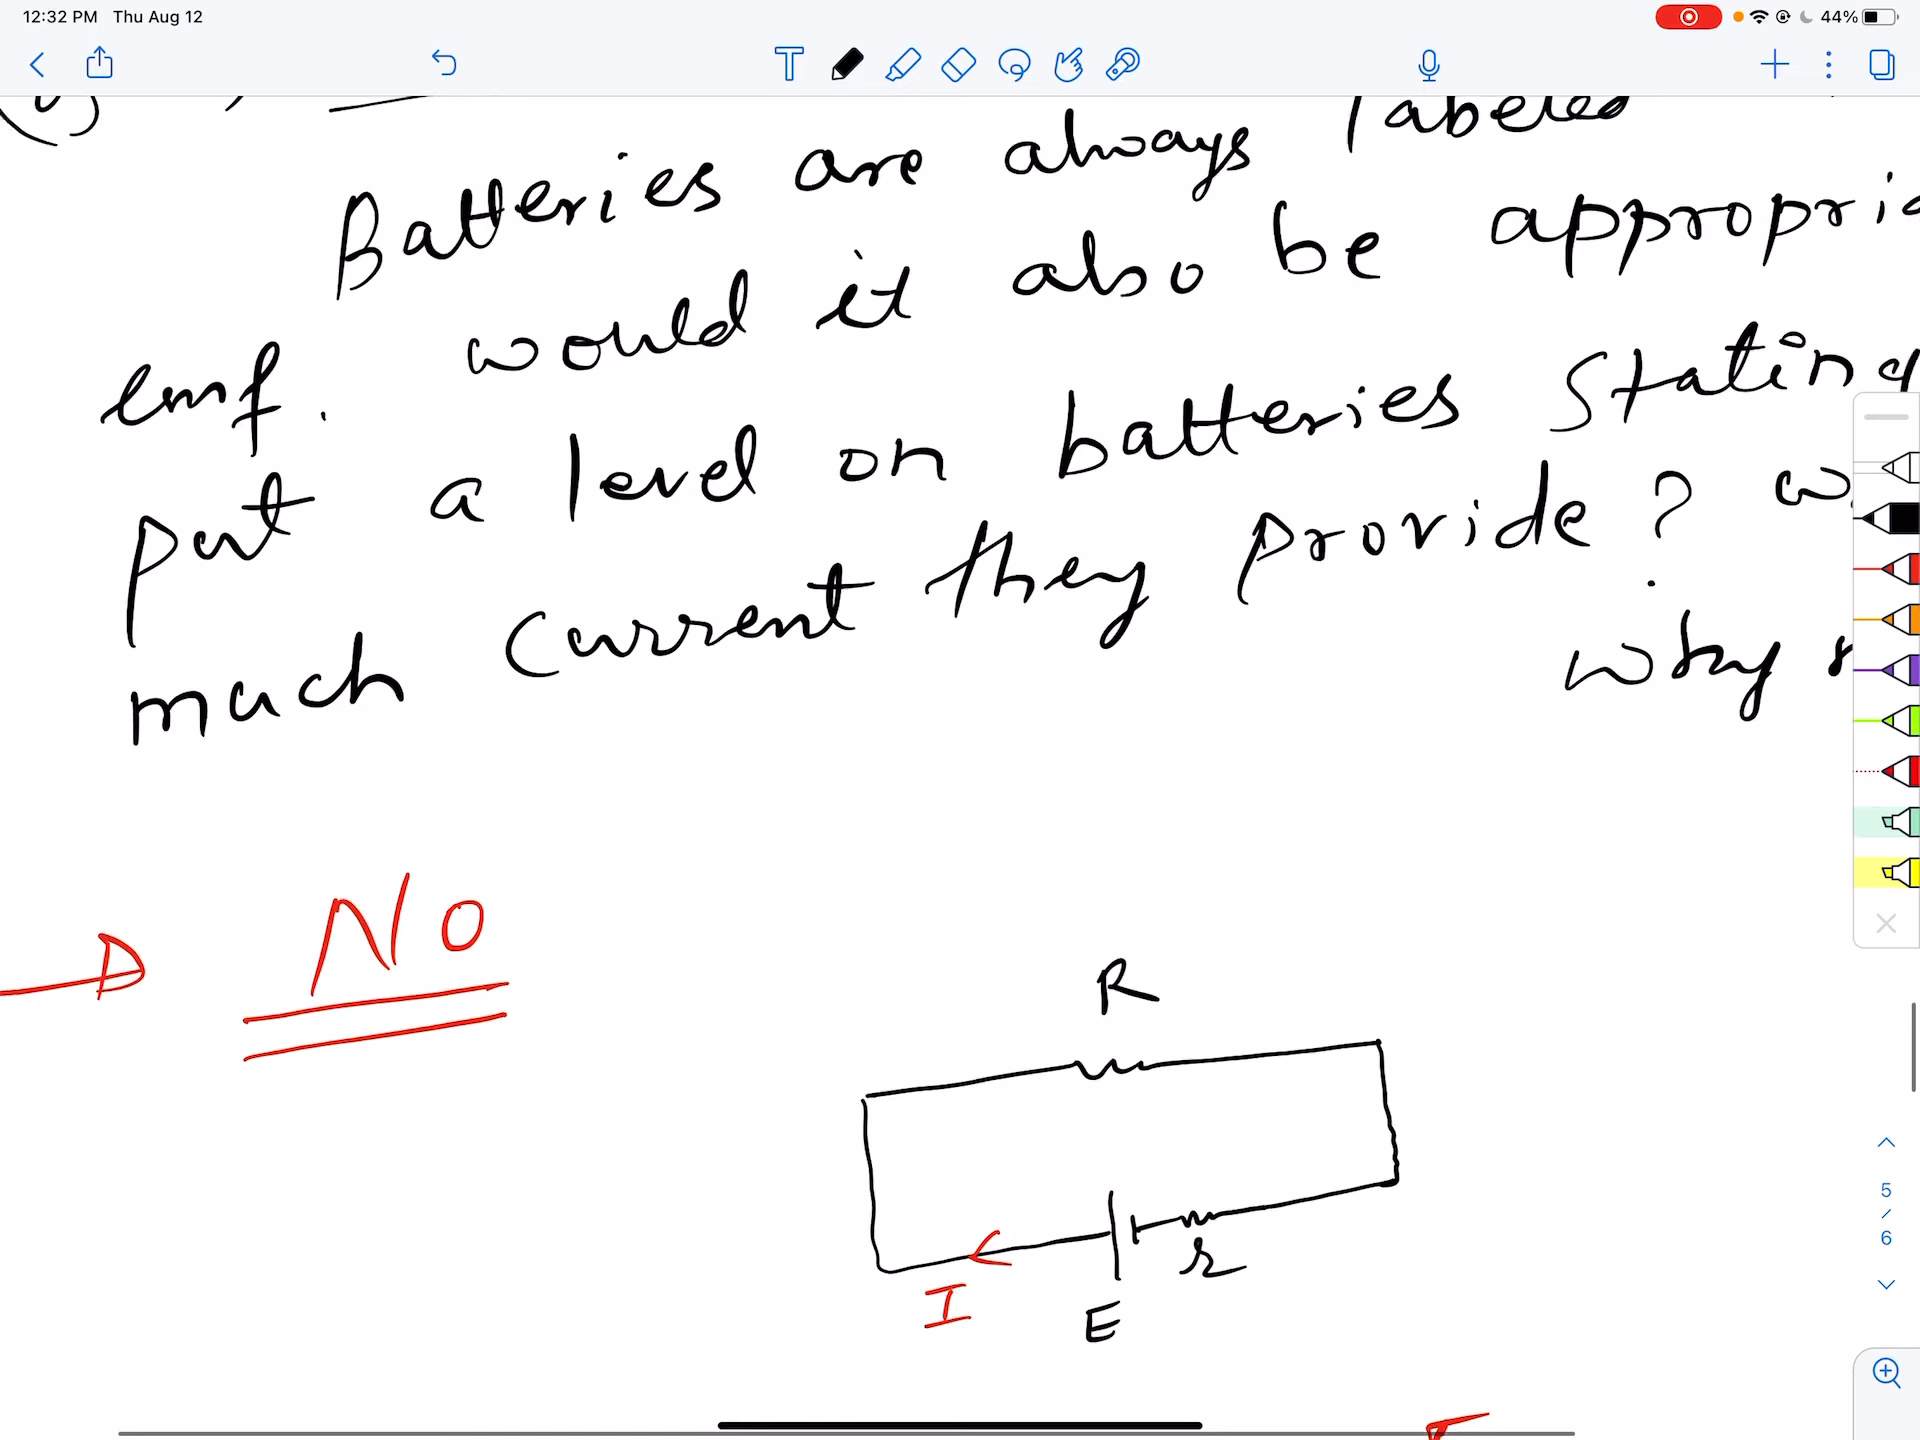 12:32 PM Thu Aug 12
44%
Batteries are always labeled
emf. would it also be
put a level on batteries stating
much current they provide?
why
No
R
I
E
r
5
/
6